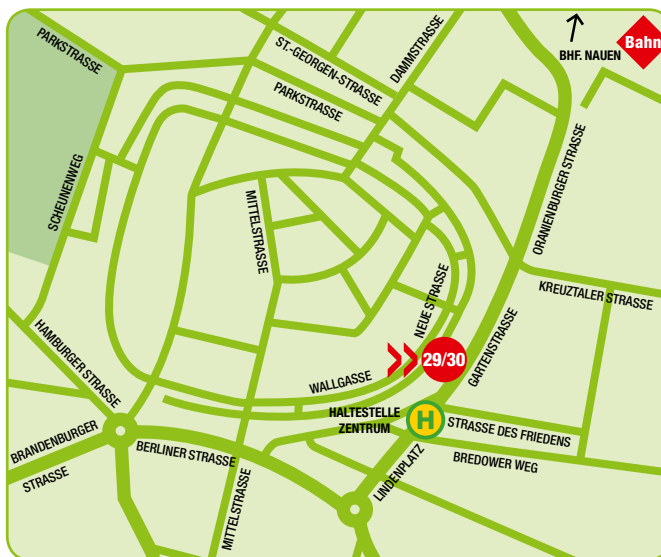 PARKSTRASSE
ST.-GEORGEN-STRASSE
DAMMSTRASSE
BHF. NAUEN
Bahn
PARKSTRASSE
SCHEUNENWEG
MITTELSTRASSE
ORANIENBURGER STRASSE
KREUZTALER STRASSE
NEUE STRASSE
29/30
GARTENSTRASSE
HAMBURGER STRASSE
WALLGASSE
HALTESTELLE
ZENTRUM
H
STRASSE DES FRIEDENS
BREDOWER WEG
BRANDENBURGER
STRASSE
BERLINER STRASSE
MITTELSTRASSE
LINDENPLATZ